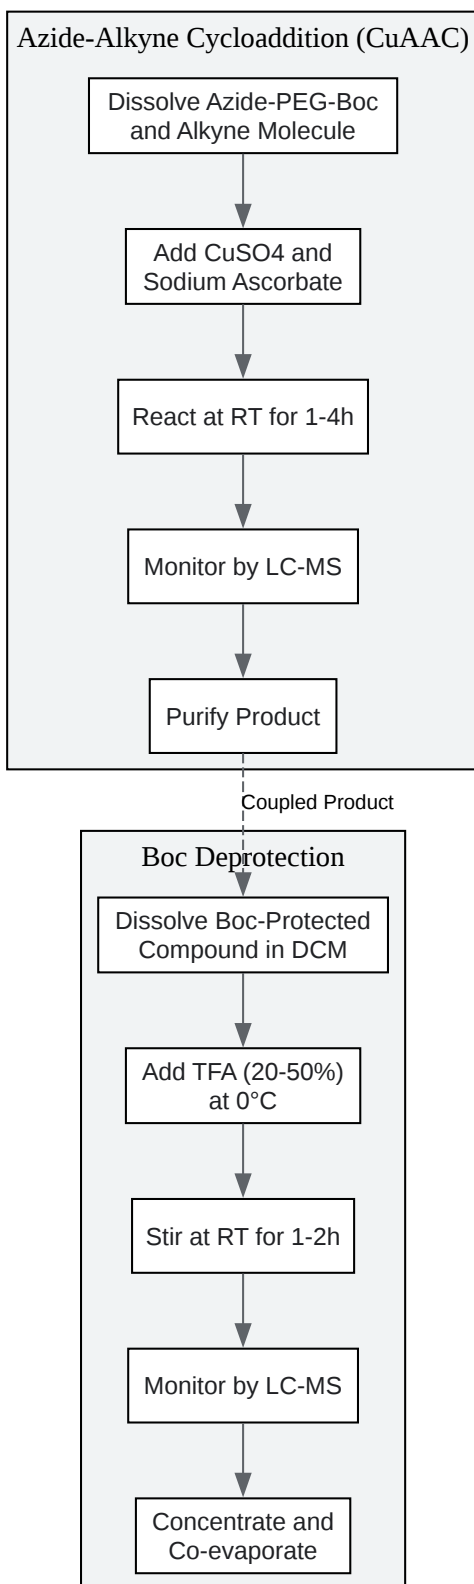 Azide-Alkyne Cycloaddition (CuAAC)
Dissolve Azide-PEG-Boc
and Alkyne Molecule
Add CuSO4 and
Sodium Ascorbate
React at RT for 1-4h
Monitor by LC-MS
Purify Product
Coupled Product
Boc Deprotection
Dissolve Boc-Protected
Compound in DCM
Add TFA (20-50%)
at 0°C
Stir at RT for 1-2h
Monitor by LC-MS
Concentrate and
Co-evaporate